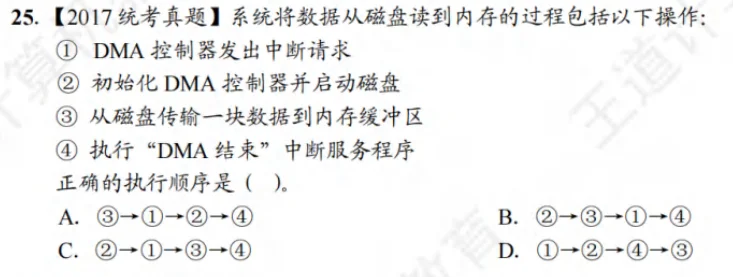 25. 【2017 统考真题】系统将数据从磁盘读到内存的过程包括以下操作：
① DMA 控制器发出中断请求
② 初始化 DMA 控制器并启动磁盘
③ 从磁盘传输一块数据到内存缓冲区
④ 执行“DMA 结束”中断服务程序
正确的执行顺序是（ ）。
A. ③→①→②→④ B. ②→③→①→④
C. ②→①→③→④ D. ①→②→④→③